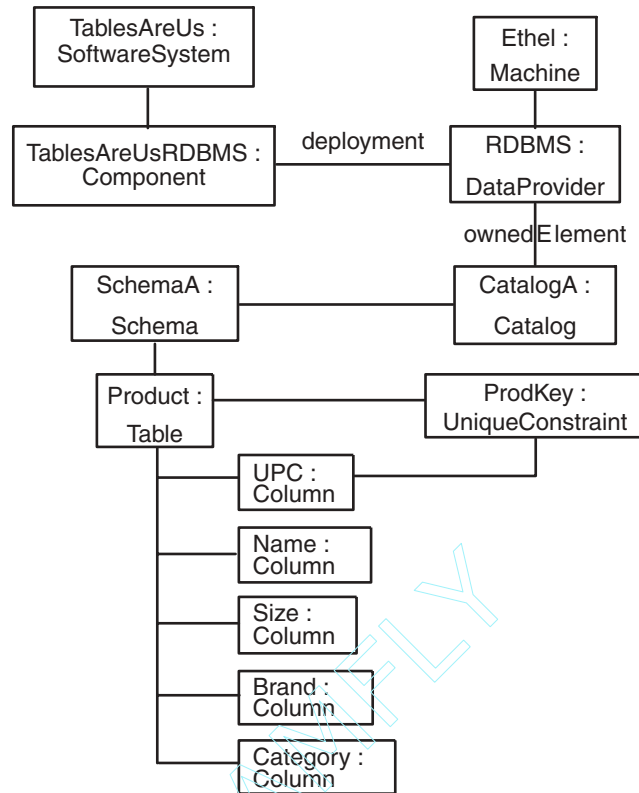 TablesAreUs :
SoftwareSystem
Ethel :
Machine
TablesAreUsRDBMS :
Component
deployment
RDBMS :
DataProvider
ownedElement
SchemaA :
Schema
CatalogA :
Catalog
Product :
Table
ProdKey :
UniqueConstraint
UPC :
Column
Name :
Column
Size :
Column
Brand :
Column
Category :
Column
AMFLY